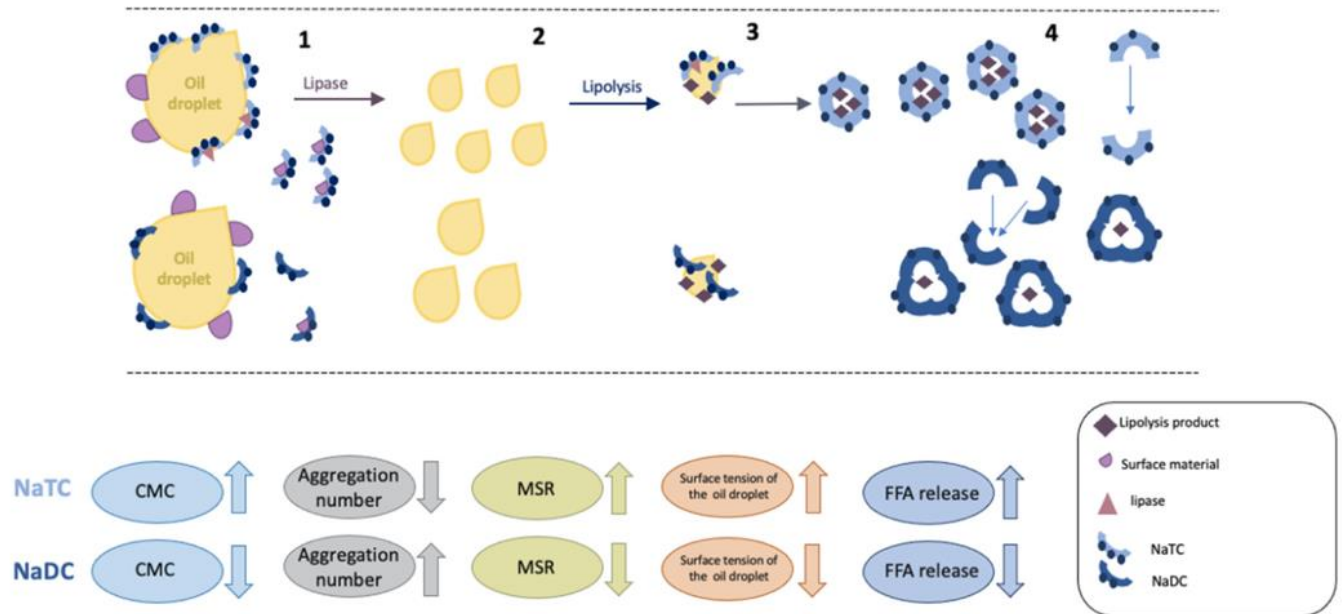 1
2
3
4
Oil
droplet
Lipase
Lipolysis
Oil
droplet
NaTC
CMC
Aggregation
number
MSR
Surface tension of
the oil droplet
FFA release
NaDC
CMC
Aggregation
number
MSR
Surface tension of
the oil droplet
FFA release
Lipolysis product
Surface material
lipase
NaTC
NaDC